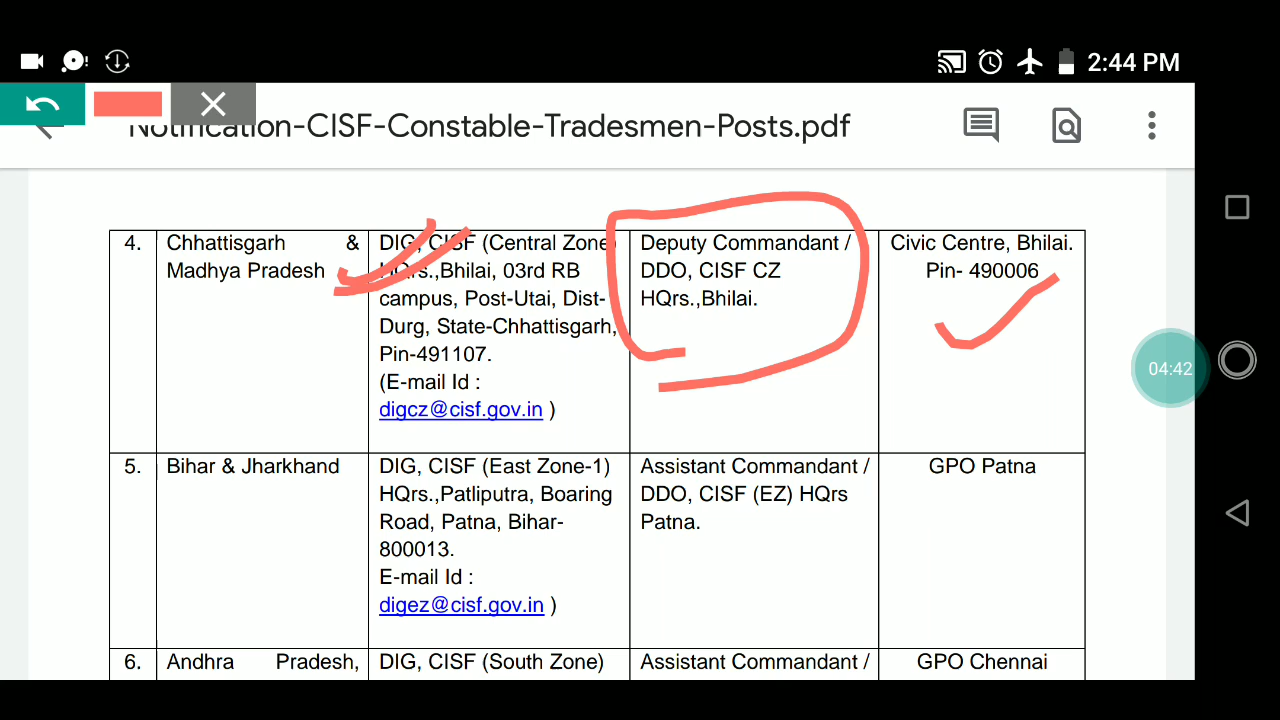 2:44 PM
Notification-CISF-Constable-Tradesmen-Posts.pdf
4.
Chhattisgarh &
Madhya Pradesh
DIG, CISF (Central Zone)
HQrs.,Bhilai, 03rd RB
campus, Post-Utai, Dist-
Durg, State-Chhattisgarh,
Pin-491107.
(E-mail Id :
digcz@cisf.gov.in )
Deputy Commandant /
DDO, CISF CZ
HQrs.,Bhilai.
Civic Centre, Bhilai.
Pin- 490006
04:42
5.
Bihar & Jharkhand
DIG, CISF (East Zone-1)
HQrs.,Patliputra, Boaring
Road, Patna, Bihar-
800013.
E-mail Id :
digez@cisf.gov.in )
Assistant Commandant /
DDO, CISF (EZ) HQrs
Patna.
GPO Patna
6.
Andhra Pradesh,
DIG, CISF (South Zone)
Assistant Commandant /
GPO Chennai